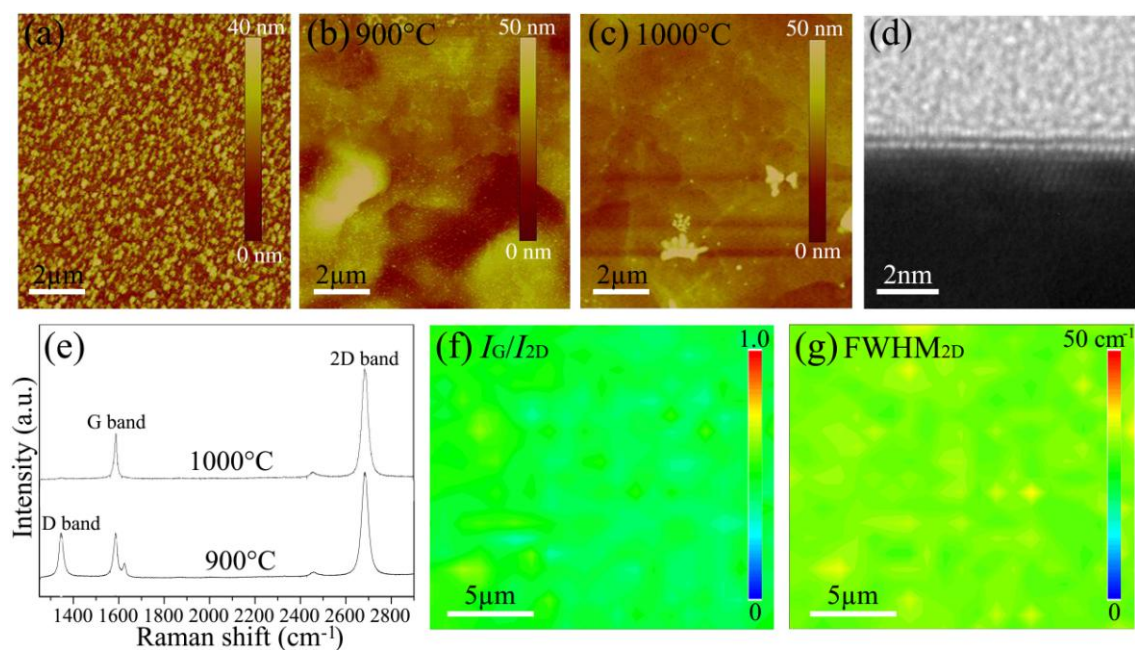 (a)
40 nm
0 nm
2μm
(b) 900°C
50 nm
0 nm
2μm
(c) 1000°C
50 nm
0 nm
2μm
(d)
2nm
(e)
2D band
G band
1000°C
D band
900°C
Intensity (a.u.)
1400 1600 1800 2000 2200 2400 2600 2800
Raman shift (cm-1)
(f) IG/I2D
1.0
0
5μm
(g) FWHM2D
50 cm-1
0
5μm